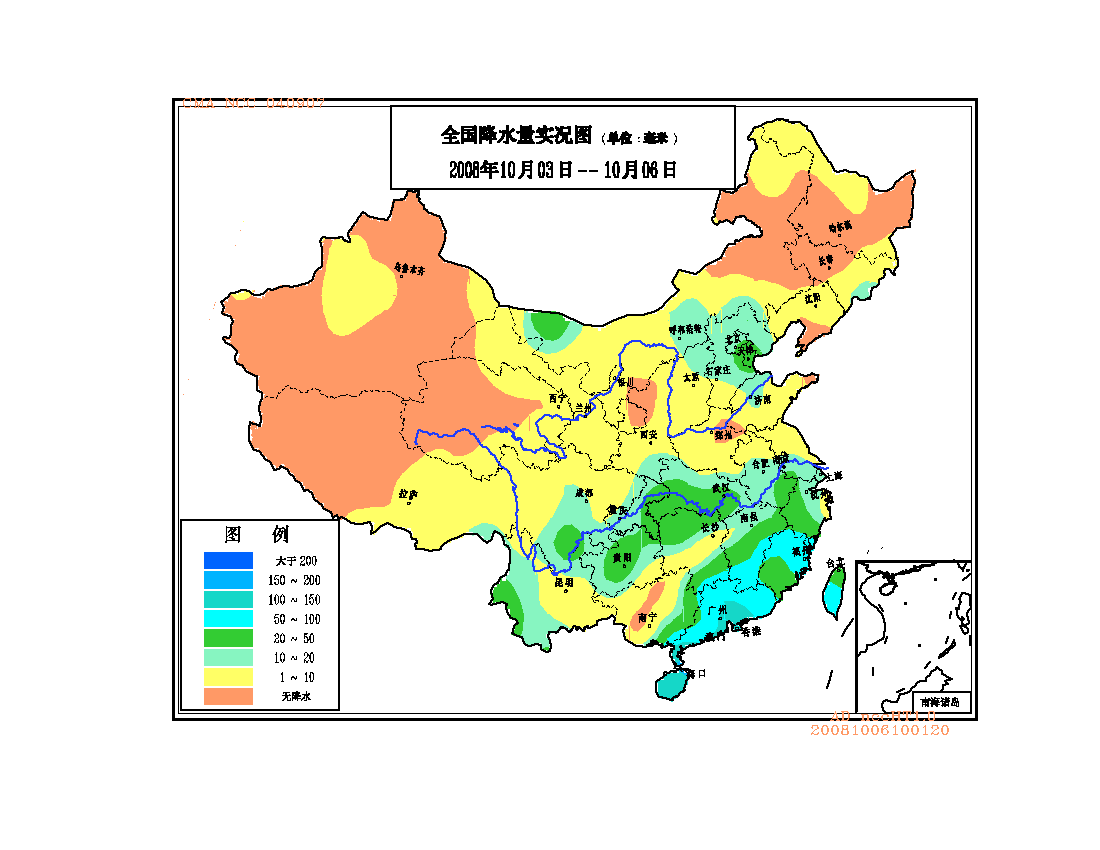 CMA NCC 040902
全国降水量实况图 (单位:毫米)
2008年10月03日 -- 10月06日
哈尔滨
长春
乌鲁木齐
沈阳
呼和浩特
北京
天津
银川
太原
石家庄
西宁
兰州
济南
西安
郑州
拉萨
成都
合肥
南京
上海
武汉
杭州
重庆
南昌
长沙
贵阳
福州
台北
昆明
南宁
广州
澳门
香港
海口
图 例
大于 200
150 ~ 200
100 ~ 150
50 ~ 100
20 ~ 50
10 ~ 20
1 ~ 10
无降水
南海诸岛
20081006100120